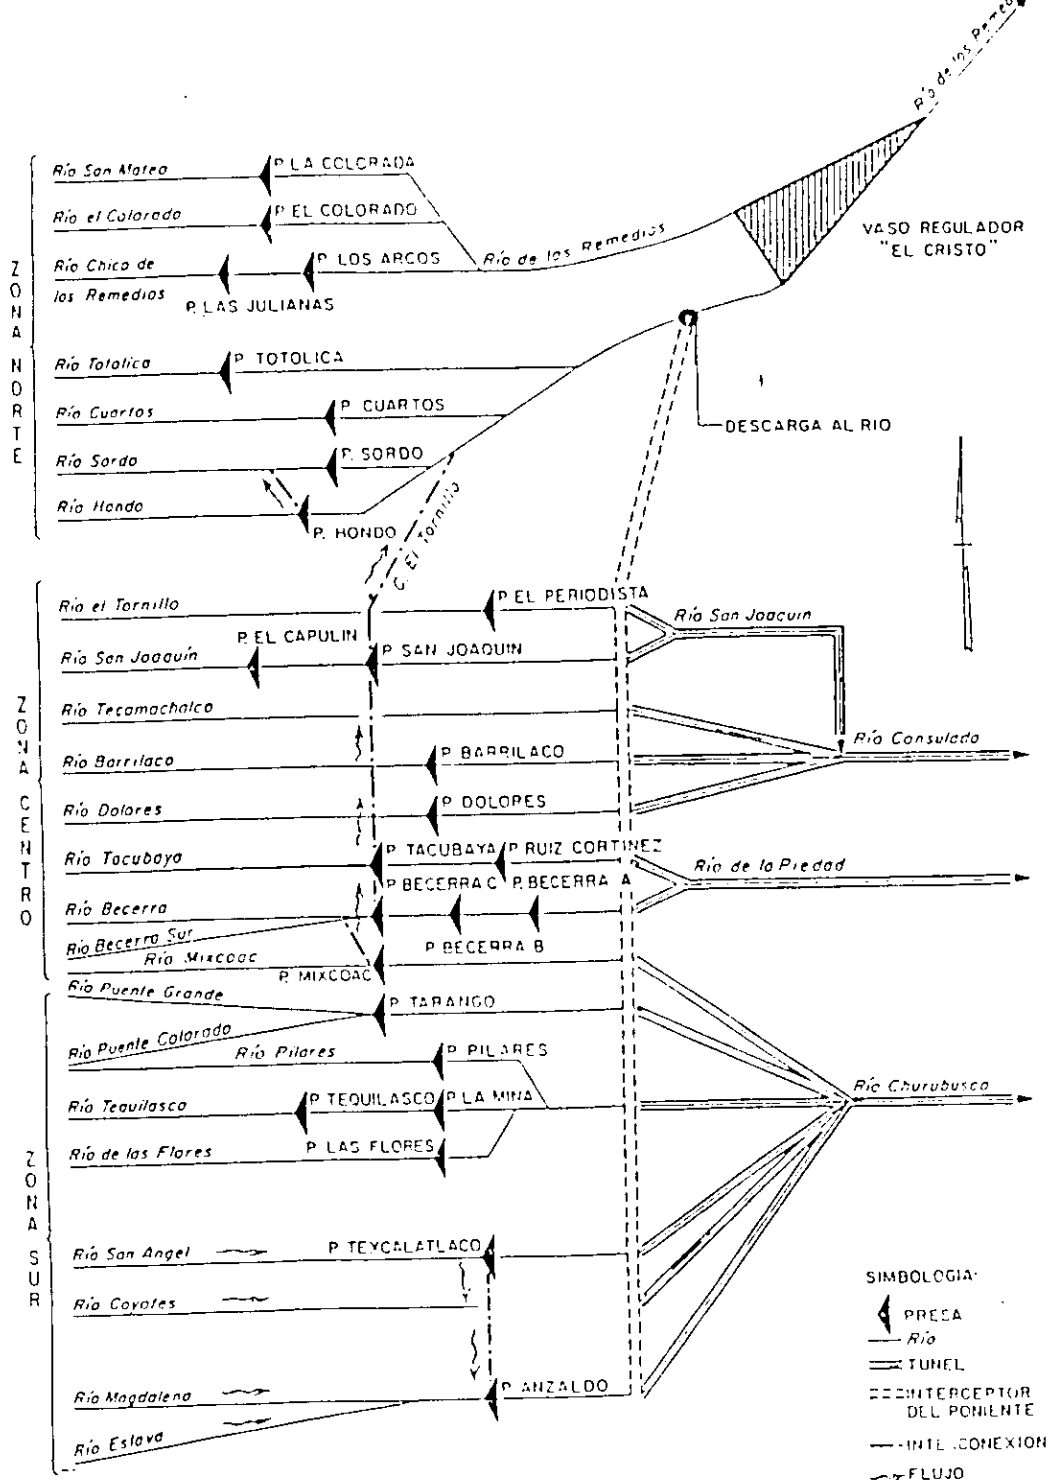 Río de los Remedios
Río San Mateo
P. LA COLORADA
Río el Colorado
P. EL COLORADO
Río Chico de
los Remedios
P. LOS ARCOS
P. LAS JULIANAS
Río de los Remedios
VASO REGULADOR
"EL CRISTO"
ZONA NORTE
Río Totolica
P. TOTOLICA
Río Cuartos
P. CUARTOS
DESCARGA AL RIO
Río Sordo
P. SORDO
Río Hondo
P. HONDO
C. El Tornillo
Río el Tornillo
P. EL PERIODISTA
Río San Joaquin
P. EL CAPULIN
Río San Joaquín
P. SAN JOAQUIN
ZONA CENTRO
Río Tecamachalco
Río Consulado
Río Barrilaco
P. BARRILACO
Río Dolores
P. DOLORES
Río Tacubaya
P. TACUBAYA
P. RUIZ CORTINEZ
Río de la Piedad
P. BECERRA C
P. BECERRA A
Río Becerra
Río Becerra Sur
P. BECERRA B
Río Mixcoac
P. MIXCOAC
Río Puente Grande
P. TARANGO
Río Puente Colorado
Río Pilares
P. PILARES
Río Churubusco
Río Tequilasco
P. TEQUILASCO
P. LA MINA
Río de las Flores
P. LAS FLORES
ZONA SUR
Río San Angel
P. TEYCALATLACO
Río Coyotes
Río Magdalena
P. ANZALDO
Río Eslava
SIMBOLOGIA:
PRESA
Río
TUNEL
INTERCEPTOR
DEL PONIENTE
INTE .CONEXION
FLUJO